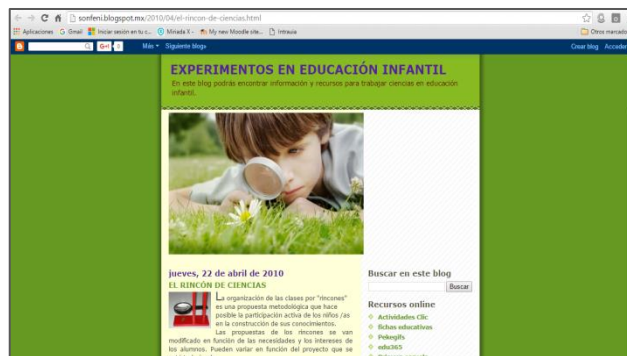 sonfeni.blogspot.mx/2010/04/el-rincon-de-ciencias.html
Aplicaciones Gmail Iniciar sesión en tu c... Miríada X - My new Moodle site... Intravia Otros marcado
G+1 8 Más Siguiente blog» Crear blog Acceder
EXPERIMENTOS EN EDUCACIÓN INFANTIL
En este blog podrás encontrar información y recursos para trabajar ciencias en educación
infantil.
jueves, 22 de abril de 2010
EL RINCÓN DE CIENCIAS
La organización de las clases por "rincones"
es una propuesta metodológica que hace
posible la participación activa de los niños /as
en la construcción de sus conocimientos.
Las propuestas de los rincones se van
modificado en función de las necesidades y los intereses de
los alumnos. Pueden variar en función del proyecto que se
Buscar en este blog
Buscar
Recursos online
Actividades Clic
fichas educativas
Pekegifs
edu365